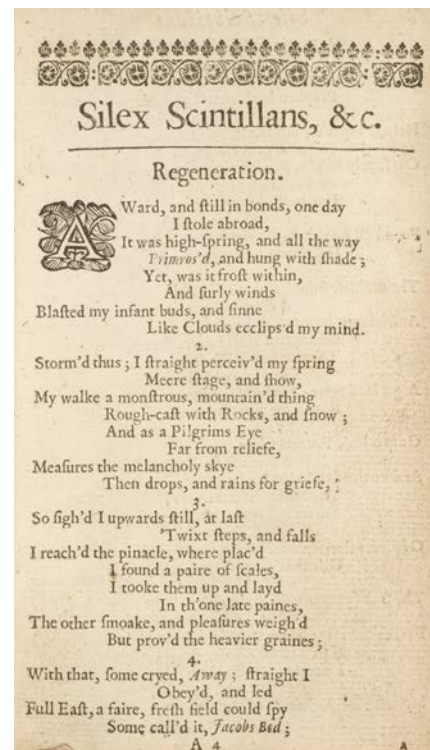 Silex Scintillans, &c.
Regeneration.
AWard, and ſtill in bonds, one day
I ſtole abroad,
It was high-ſpring, and all the way
Primros'd, and hung with ſhade;
Yet, was it froſt within,
And ſurly winds
Blaſted my infant buds, and ſinne
Like Clouds ecclips'd my mind.
2.
Storm'd thus; I ſtraight perceiv'd my ſpring
Meere ſtage, and ſhow,
My walke a monſtrous, mountain'd thing
Rough-caſt with Rocks, and ſnow;
And as a Pilgrims Eye
Far from reliefe,
Meaſures the melancholy skye
Then drops, and rains for griefe,
3.
So ſigh'd I upwards ſtill, at laſt
'Twixt ſteps, and falls
I reach'd the pinacle, where plac'd
I found a paire of ſcales,
I tooke them up and layd
In th'one late paines,
The other ſmoake, and pleaſures weigh'd
But prov'd the heavier graines;
4.
With that, ſome cryed, Away; ſtraight I
Obey'd, and led
Full Eaſt, a faire, freſh field could ſpy
Some call'd it, Jacobs Bed;
A 4 A